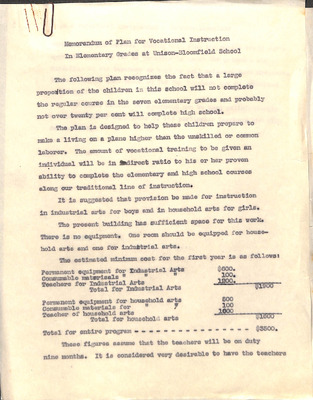 Memorandum of Plan for Vocational Instruction
In Elementary Grades at Unison-Bloomfield School
The following plan recognizes the fact that a large
proportion of the children in this school will not complete
the regular course in the seven elementary grades and probably
not over twenty per cent will complete high school.
The plan is designed to help these children prepare to
make a living on a plane higher than the unskilled or common
laborer. The amount of vocational training to be given an
individual will be in indirect ratio to his or her proven
ability to complete the elementary and high school cources
along our traditional line of instruction.
It is suggested that provision be made for instruction
in industrial arts for boys and in household arts for girls.
The present building has sufficient space for this work.
There is no equipment. One room should be equipped for house-
hold arts and one for industrial arts.
The estimated minimum cost for the first year is as follows:
Permanent equipment for Industrial Arts $800.
Consumable materials " " " 100.
Teachers for Industrial Arts 1000.
Total for Industrial Arts $1900
Permanent equipment for household arts 800
Consumable materials for " " 100
Teacher of household arts 1000
Total for household arts
Total for entire program - - - - - - - - - - - - - - $3800.
These figures assume that the teachers will be on duty
nine months. It is considered very desirable to have the teachers